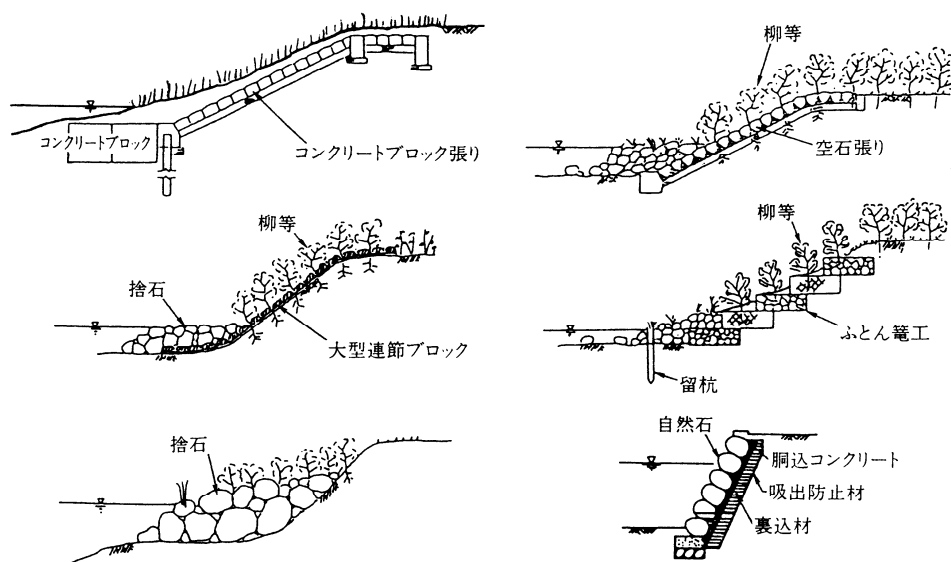 コンクリートブロック
コンクリートブロック張り
柳等
空石張り
柳等
捨石
大型連節ブロック
柳等
ふとん篭工
留杭
捨石
自然石
胴込コンクリート
吸出防止材
裏込材